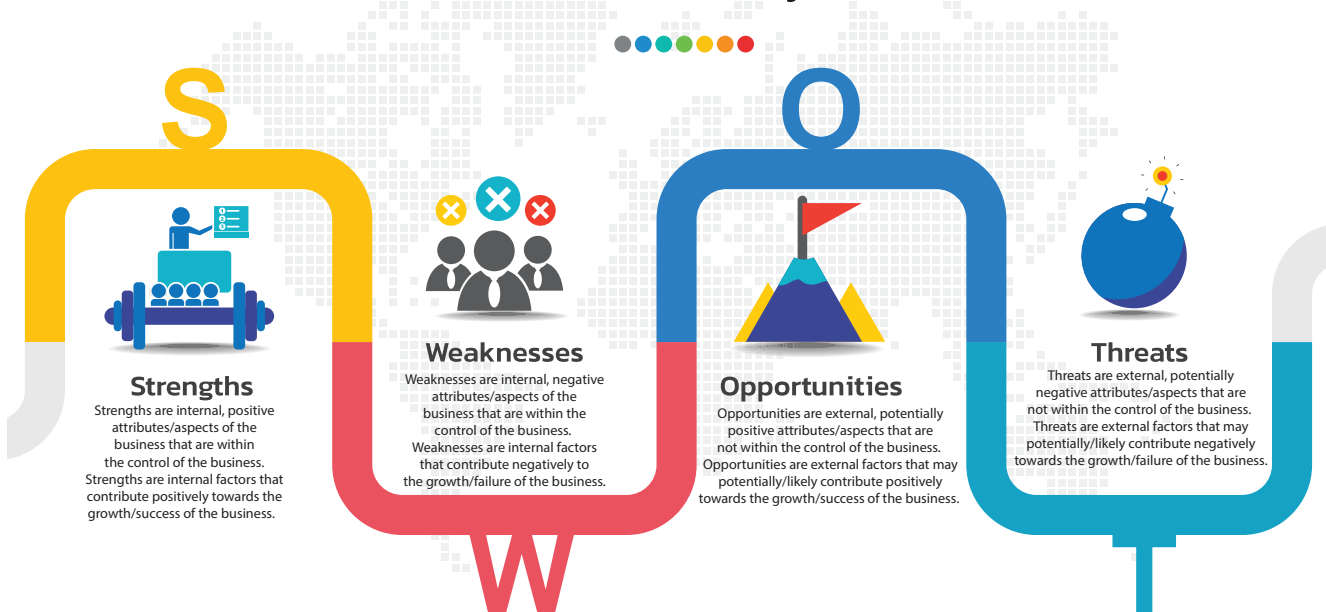 S
O
Strengths
Strengths are internal, positive
attributes/aspects of the
business that are within
the control of the business.
Strengths are internal factors that
contribute positively towards the
growth/success of the business.
Weaknesses
Weaknesses are internal, negative
attributes/aspects of the
business that are within the
control of the business.
Weaknesses are internal factors
that contribute negatively to
the growth/failure of the business.
Opportunities
Opportunities are external, potentially
positive attributes/aspects that are
not within the control of the business.
Opportunities are external factors that may
potentially/likely contribute positively
towards the growth/success of the business.
Threats
Threats are external, potentially
negative attributes/aspects that are
not within the control of the business.
Threats are external factors that may
potentially/likely contribute negatively
towards the growth/failure of the business.
W
T